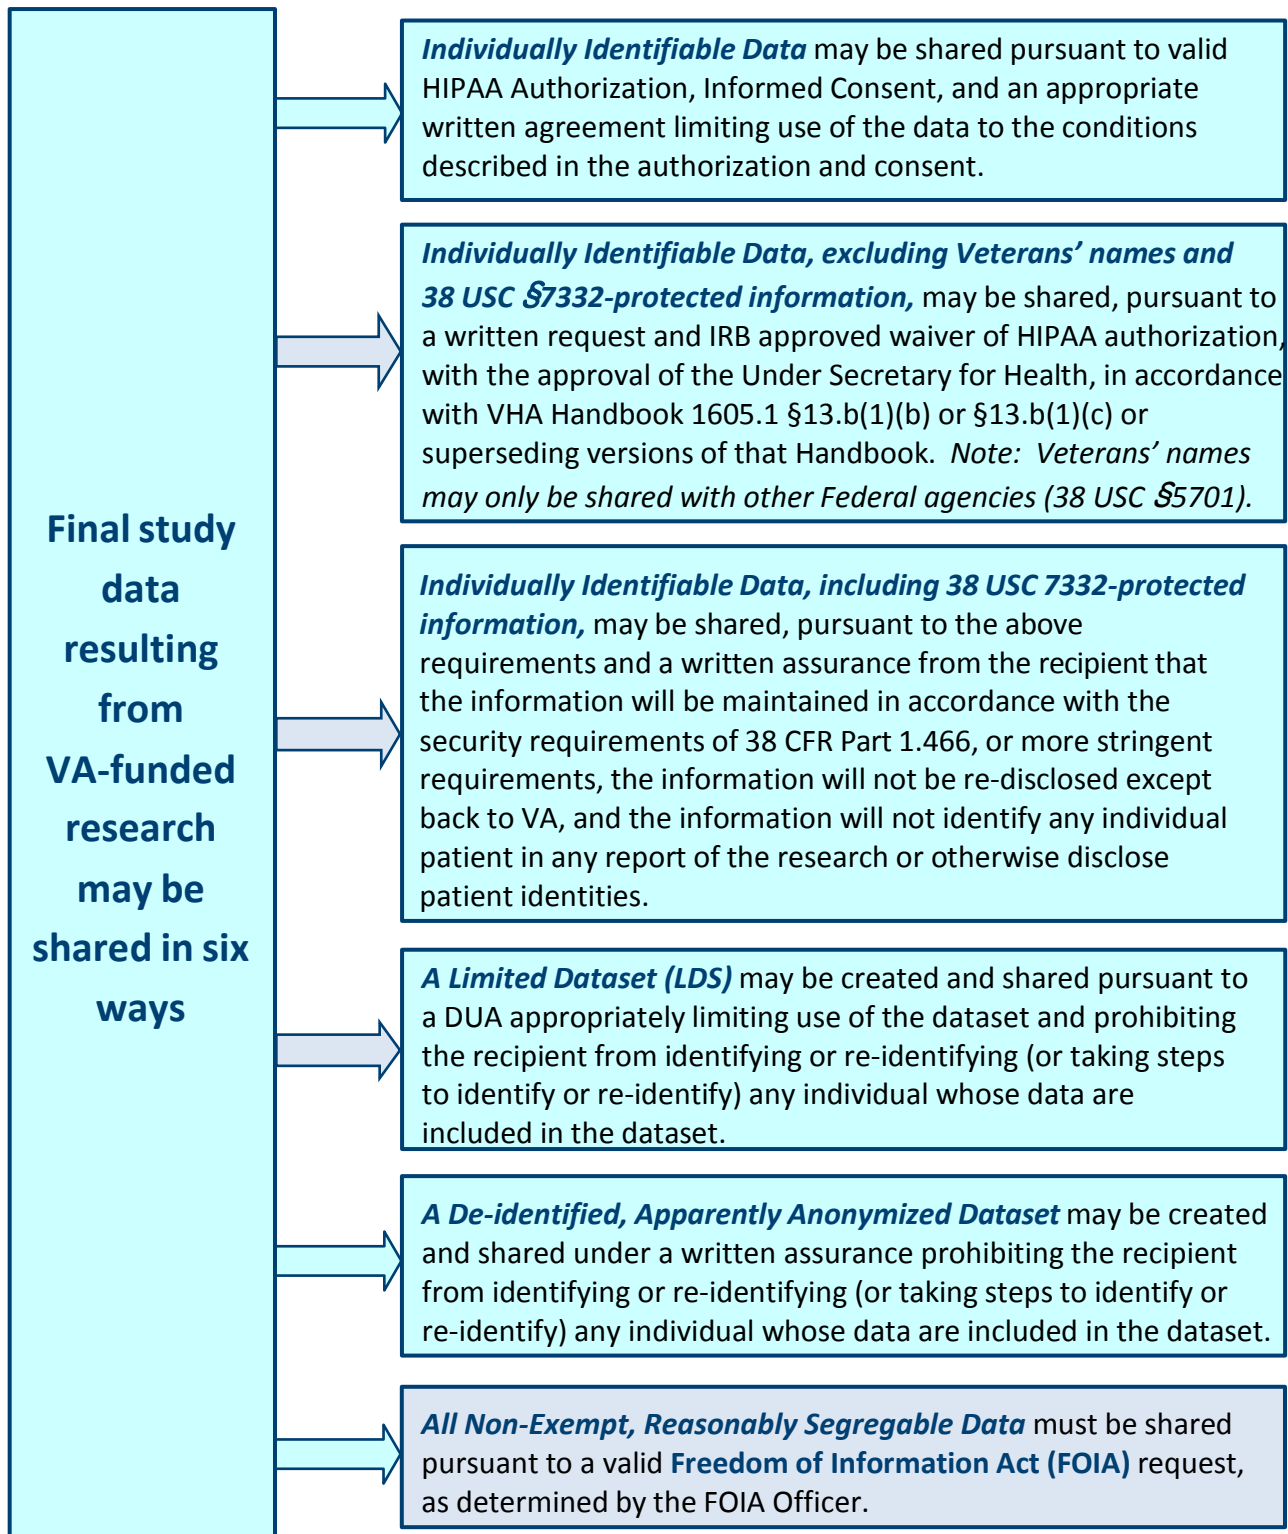 Final study
data
resulting
from
VA-funded
research
may be
shared in six
ways
Individually Identifiable Data may be shared pursuant to valid
HIPAA Authorization, Informed Consent, and an appropriate
written agreement limiting use of the data to the conditions
described in the authorization and consent.
Individually Identifiable Data, excluding Veterans’ names and
38 USC §7332-protected information, may be shared, pursuant to
a written request and IRB approved waiver of HIPAA authorization,
with the approval of the Under Secretary for Health, in accordance
with VHA Handbook 1605.1 §13.b(1)(b) or §13.b(1)(c) or
superseding versions of that Handbook. Note: Veterans’ names
may only be shared with other Federal agencies (38 USC §5701).
Individually Identifiable Data, including 38 USC 7332-protected
information, may be shared, pursuant to the above
requirements and a written assurance from the recipient that
the information will be maintained in accordance with the
security requirements of 38 CFR Part 1.466, or more stringent
requirements, the information will not be re-disclosed except
back to VA, and the information will not identify any individual
patient in any report of the research or otherwise disclose
patient identities.
A Limited Dataset (LDS) may be created and shared pursuant to
a DUA appropriately limiting use of the dataset and prohibiting
the recipient from identifying or re-identifying (or taking steps
to identify or re-identify) any individual whose data are
included in the dataset.
A De-identified, Apparently Anonymized Dataset may be created
and shared under a written assurance prohibiting the recipient
from identifying or re-identifying (or taking steps to identify or
re-identify) any individual whose data are included in the dataset.
All Non-Exempt, Reasonably Segregable Data must be shared
pursuant to a valid Freedom of Information Act (FOIA) request,
as determined by the FOIA Officer.